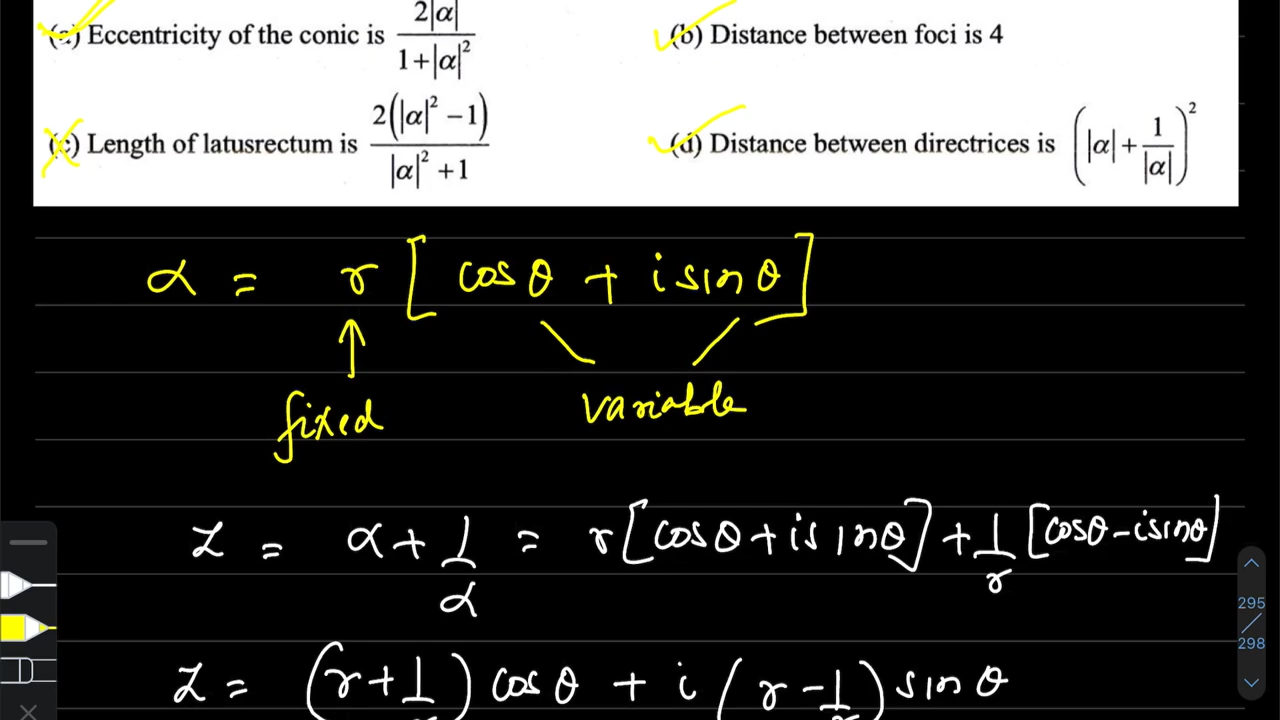 (a) Eccentricity of the conic is 2|α| / 1+|α|² (b) Distance between foci is 4
(c) Length of latusrectum is 2(|α|² −1) / |α|² +1 (d) Distance between directrices is (|α|+ 1/|α|)²
α = r [ cos θ + i sin θ ]
fixed variable
z = α + 1/α = r[cos θ + i sin θ] + 1/r [cos θ − i sin θ]
z = (r + 1/r) cos θ + i (r − 1/r) sin θ
295
298